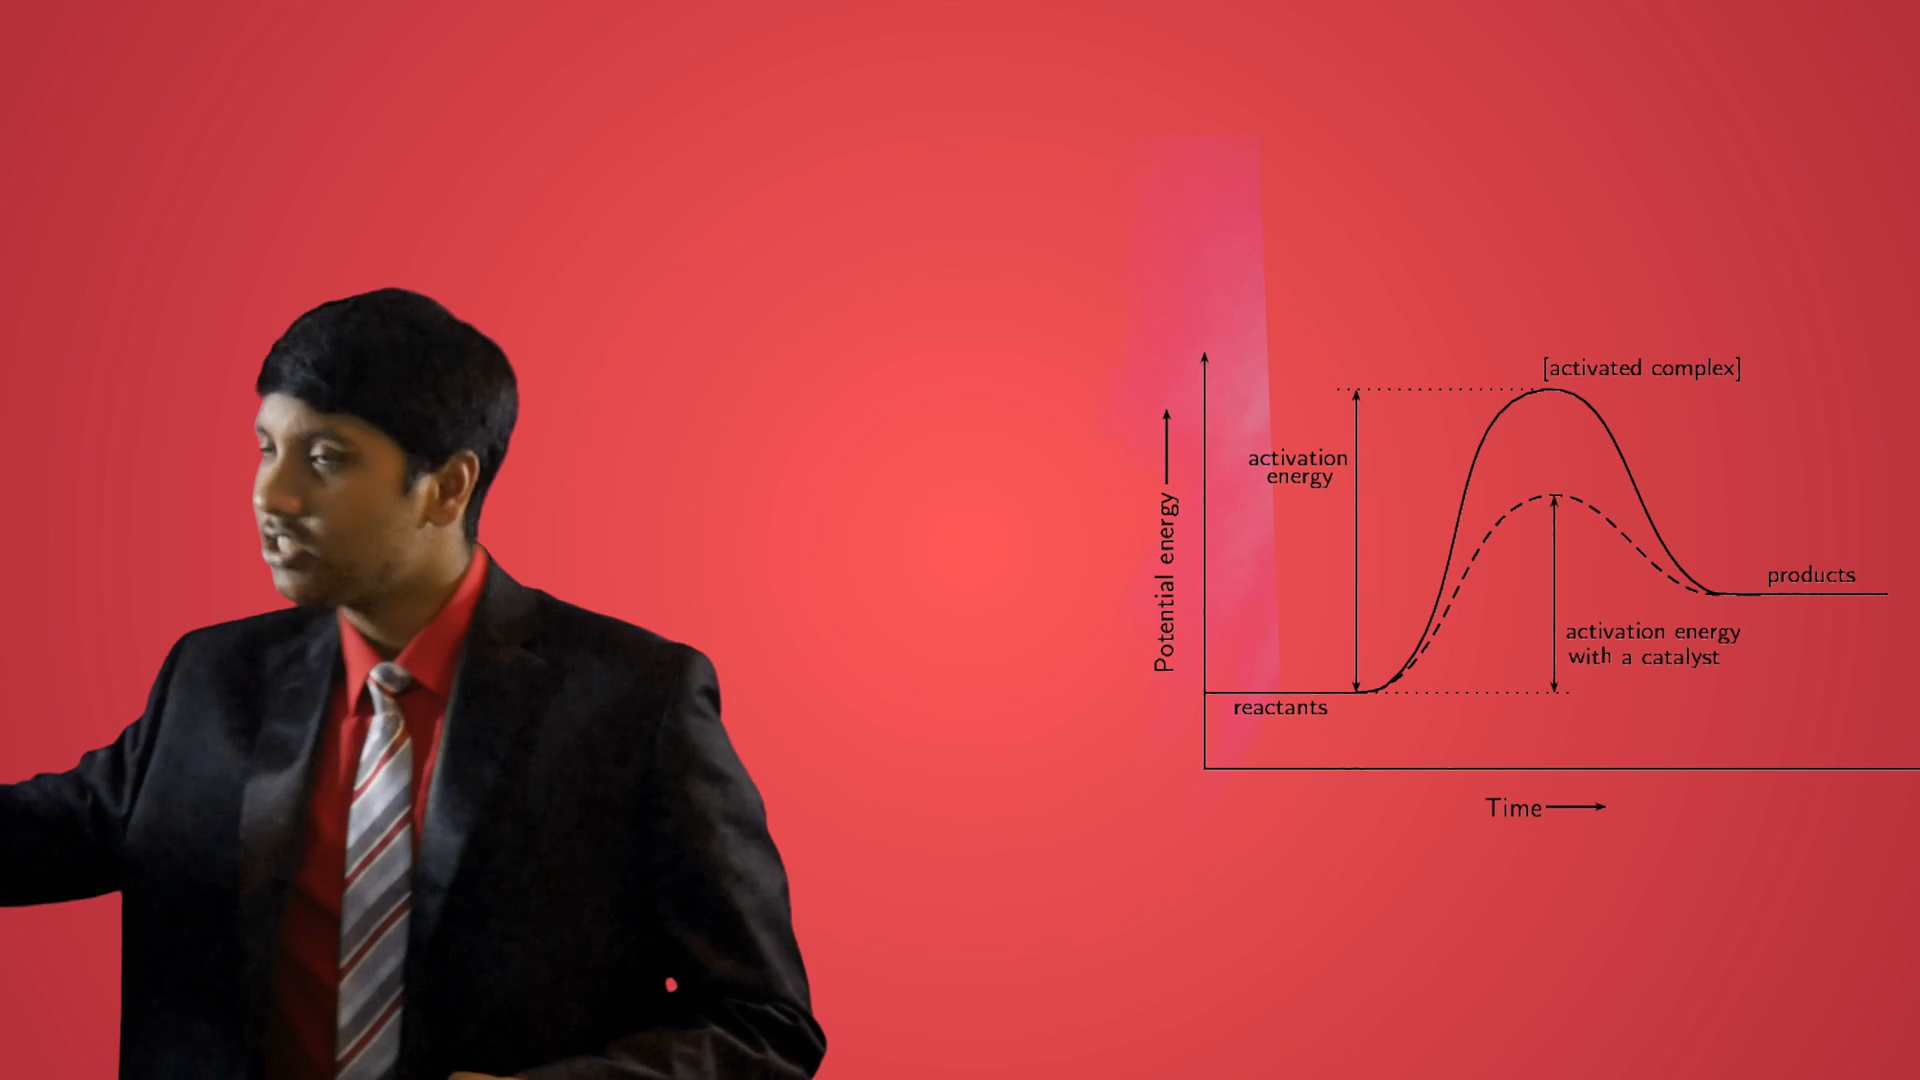 [activated complex]
activation
energy
Potential energy
products
activation energy
with a catalyst
reactants
Time